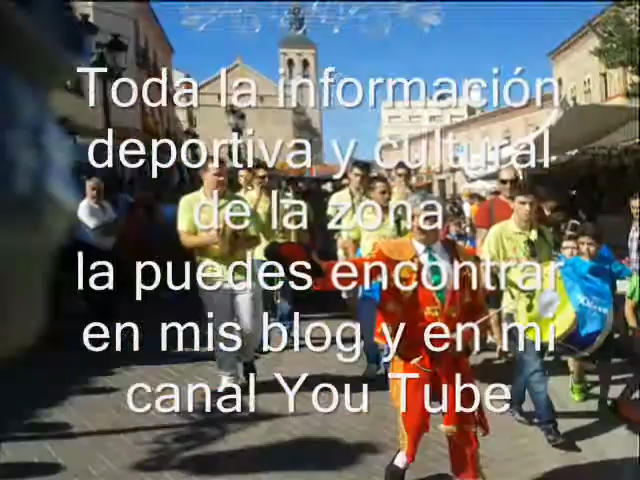 Toda la información
deportiva y cultural
de la zona
la puedes encontrar
en mis blog y en mi
canal You Tube